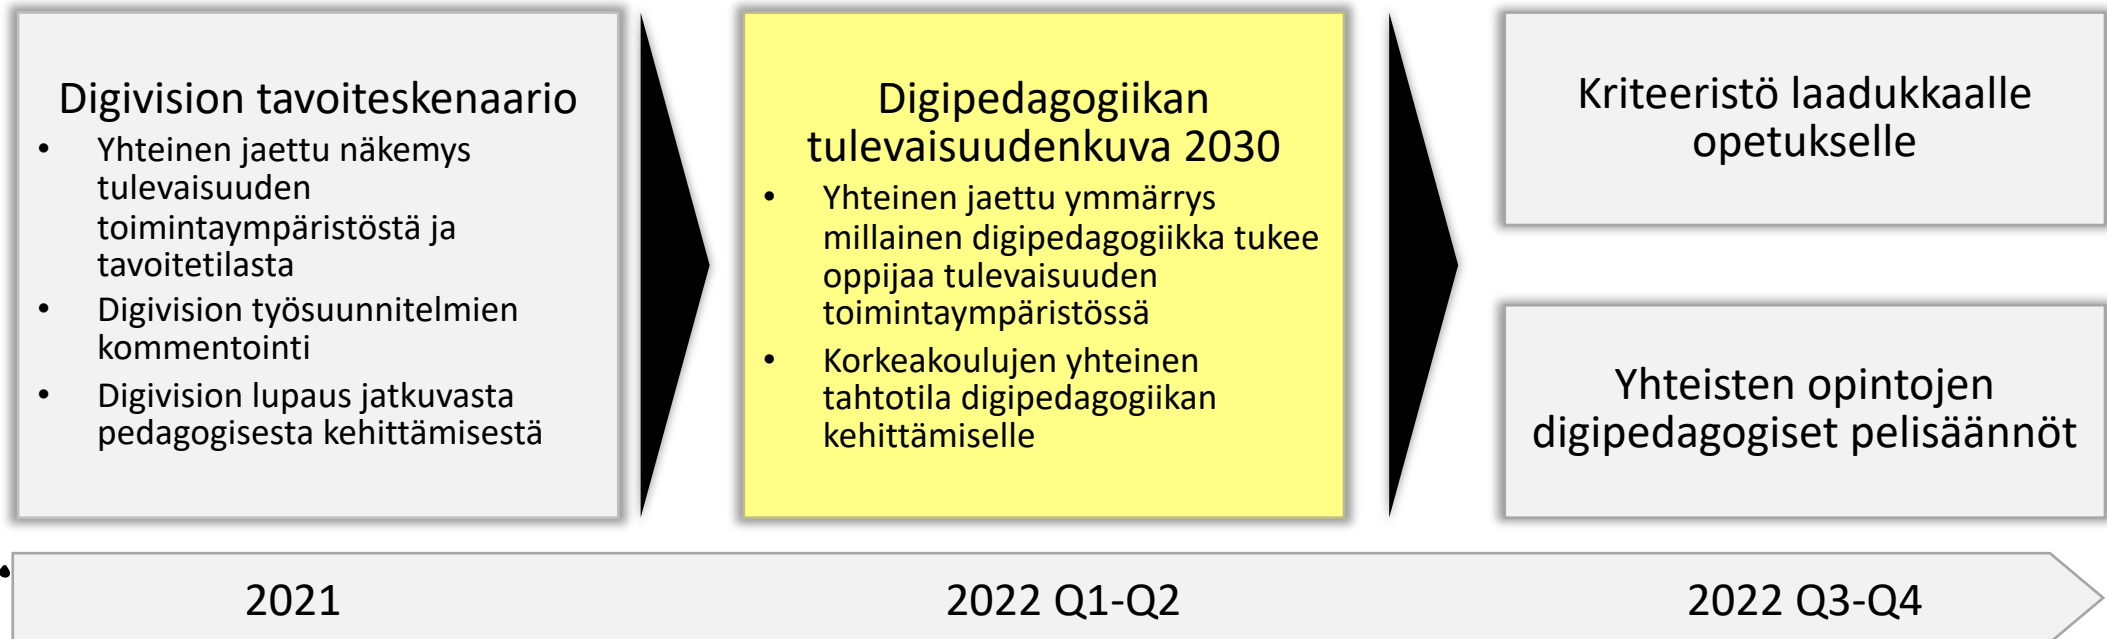 Digivision tavoiteskenaario
• Yhteinen jaettu näkemys
tulevaisuuden
toimintaympäristöstä ja
tavoitetilasta
• Digivision työsuunnitelmien
kommentointi
• Digivision lupaus jatkuvasta
pedagogisesta kehittämisestä
Digipedagogiikan
tulevaisuudenkuva 2030
• Yhteinen jaettu ymmärrys
millainen digipedagogiikka tukee
oppijaa tulevaisuuden
toimintaympäristössä
• Korkeakoulujen yhteinen
tahtotila digipedagogiikan
kehittämiselle
Kriteeristö laadukkaalle
opetukselle
Yhteisten opintojen
digipedagogiset pelisäännöt
2021
2022 Q1-Q2
2022 Q3-Q4